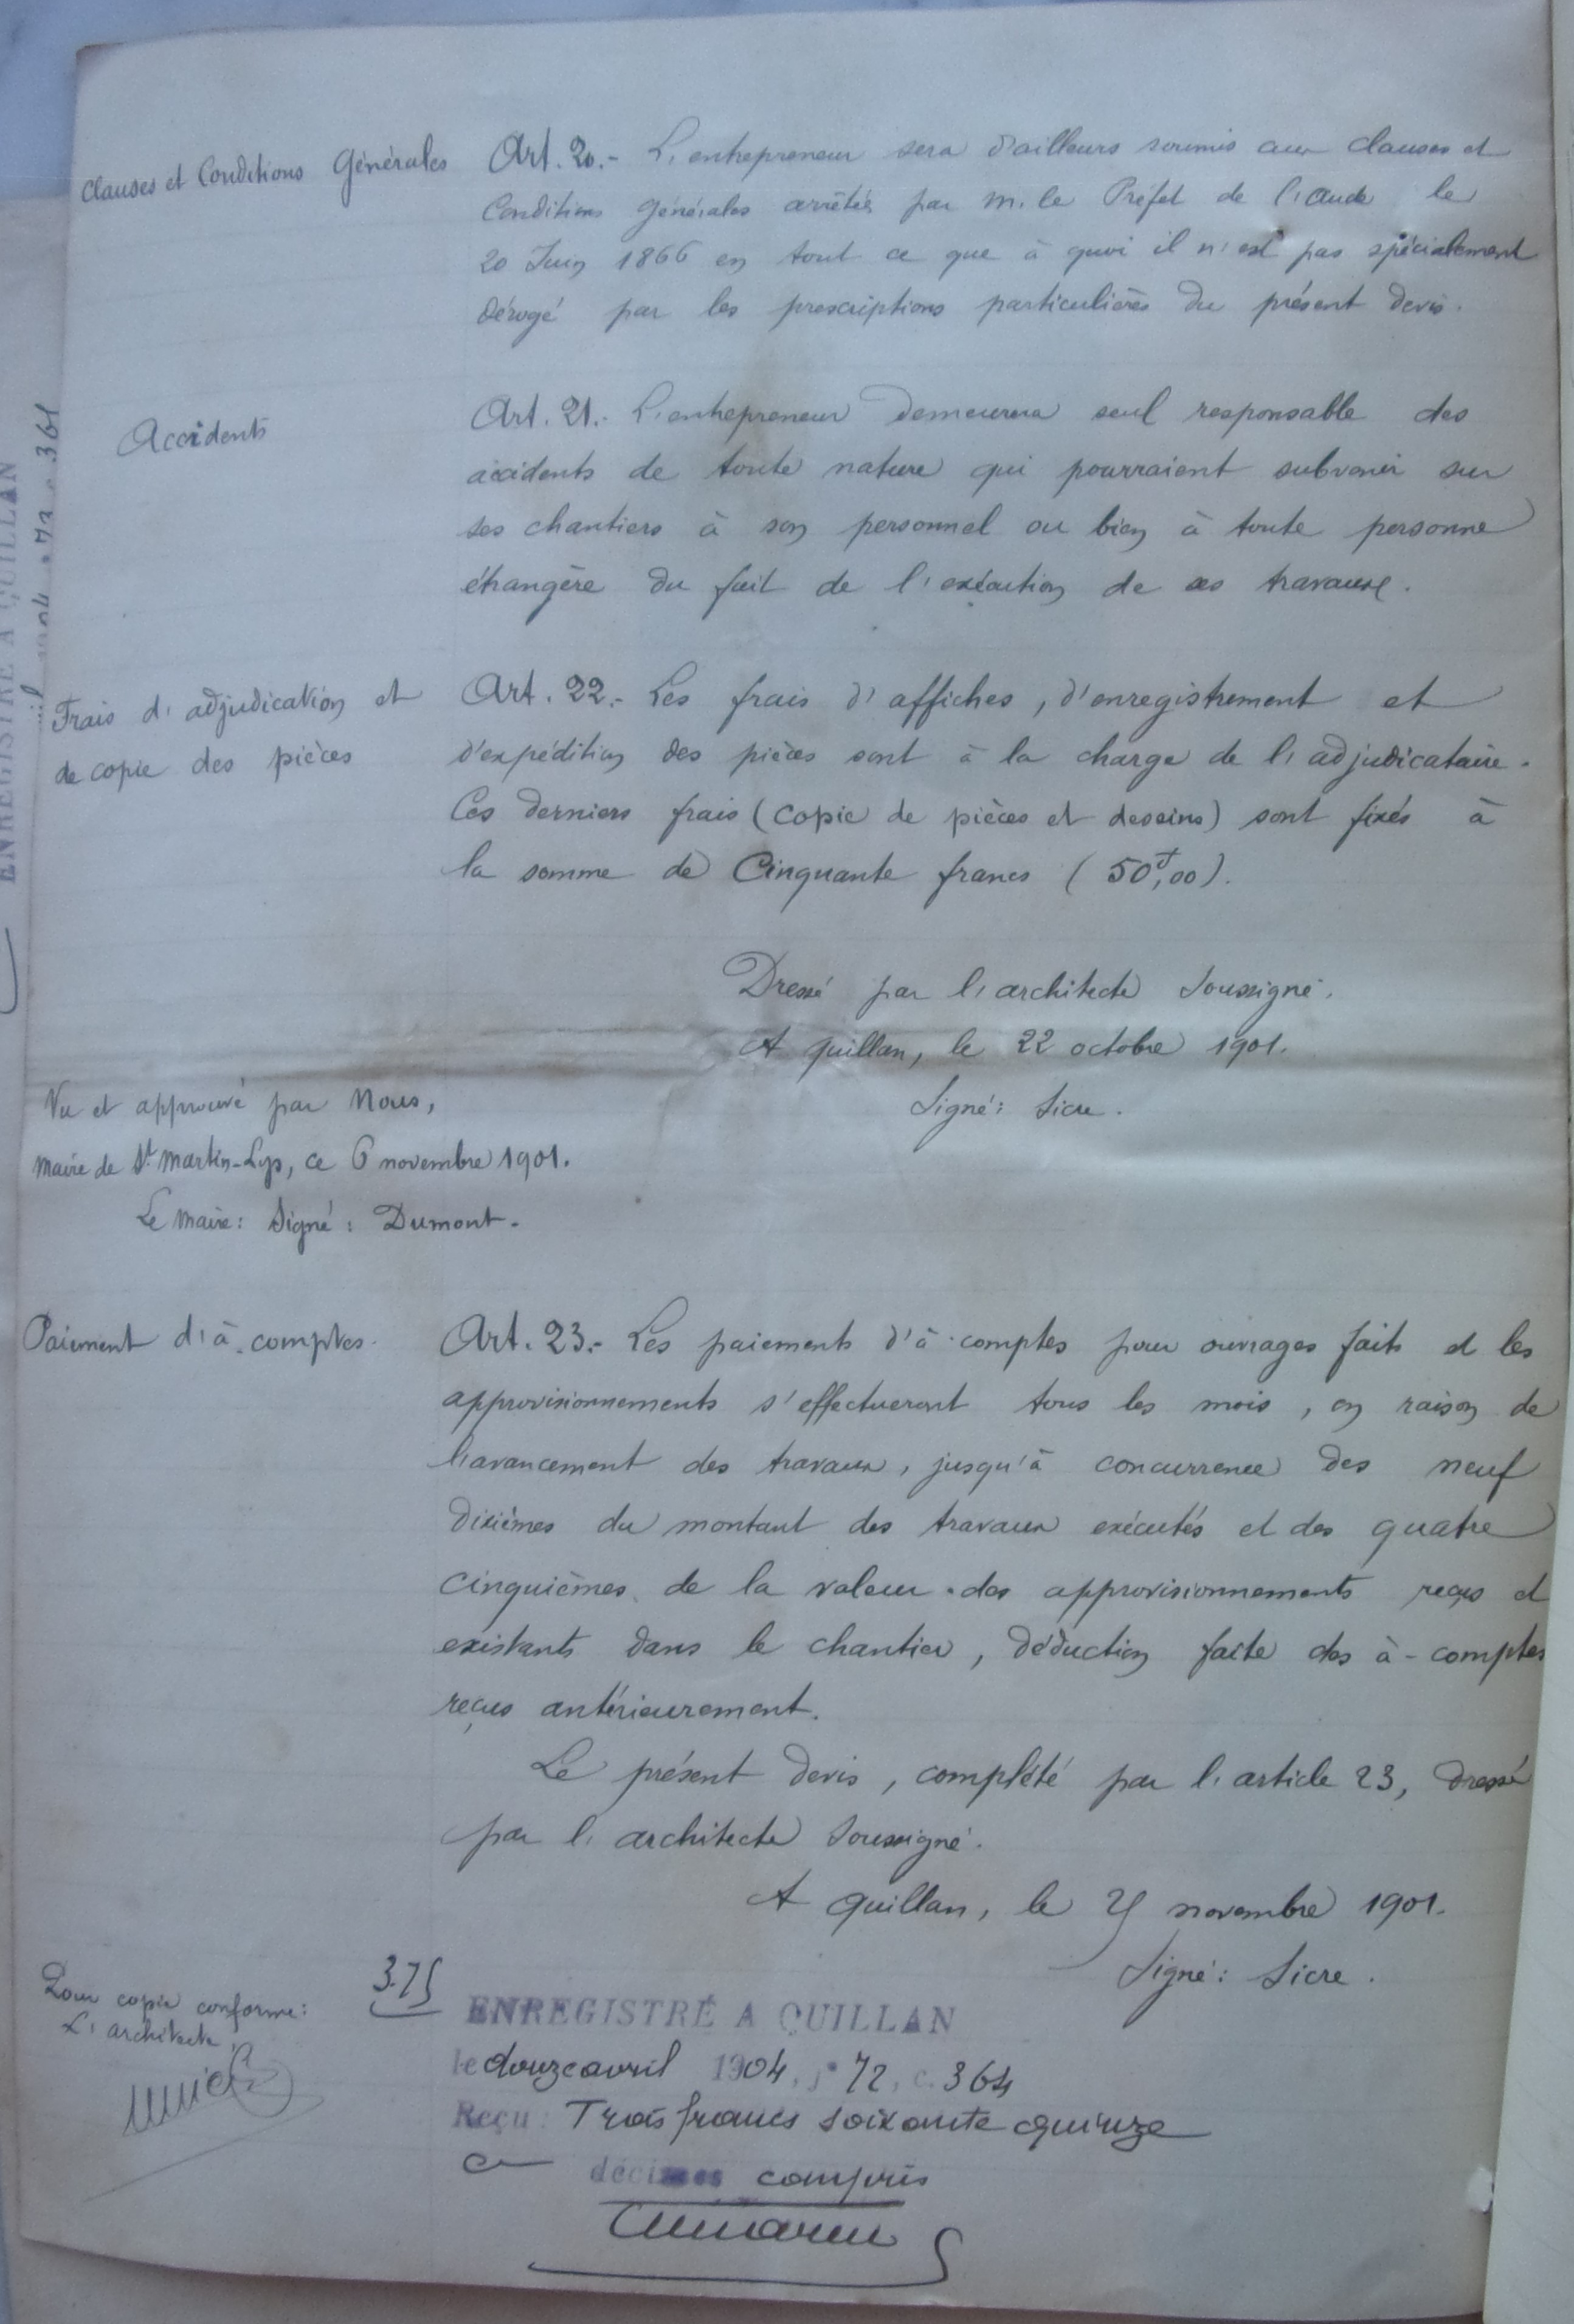 Clauses et Conditions Générales
Art. 20.- L'entrepreneur sera d'ailleurs soumis aux clauses et
Conditions générales arrêtées par M. le Préfet de l'Aude le
20 Juin 1866 en tout ce que à quoi il n'est pas spécialement
dérogé par les prescriptions particulières du présent devis.
Accidents
Art. 21.- L'entrepreneur demeurera seul responsable des
accidents de toute nature qui pourraient subvenir sur
ses chantiers à son personnel ou bien à toute personne
étrangère du fait de l'exécution de ces travaux.
Frais d'adjudication et
de copie des pièces
Art. 22.- Les frais d'affiches, d'enregistrement et
d'expédition des pièces sont à la charge de l'adjudicataire.
Ces derniers frais (copie de pièces et dessins) sont fixés à
la somme de Cinquante francs (50f,00).
Dressé par l'architecte soussigné.
A Quillan, le 22 octobre 1901.
Signé: Sicre.
Vu et approuvé par Nous,
Maire de St Martin-Lys, ce 6 novembre 1901.
Le Maire: Signé: Dumont.
Paiement d'à-comptes.
Art. 23.- Les paiements d'à-comptes pour ouvrages faits et les
approvisionnements s'effectueront tous les mois, en raison de
l'avancement des travaux, jusqu'à concurrence des neuf
dixièmes du montant des travaux exécutés et des quatre
cinquièmes de la valeur des approvisionnements reçus et
existants dans le chantier, déduction faite des à-comptes
reçus antérieurement.
Le présent devis, complété par l'article 23, dressé
par l'architecte soussigné.
A Quillan, le novembre 1901.
Signé: Sicre.
Pour copie conforme:
L'architecte,
3.75
ENREGISTRÉ A QUILLAN
le douze avril 1904, f° 72, c. 364
Reçu: Trois francs soixante quinze
décimes compris
ENREGISTRÉ A QUILLAN